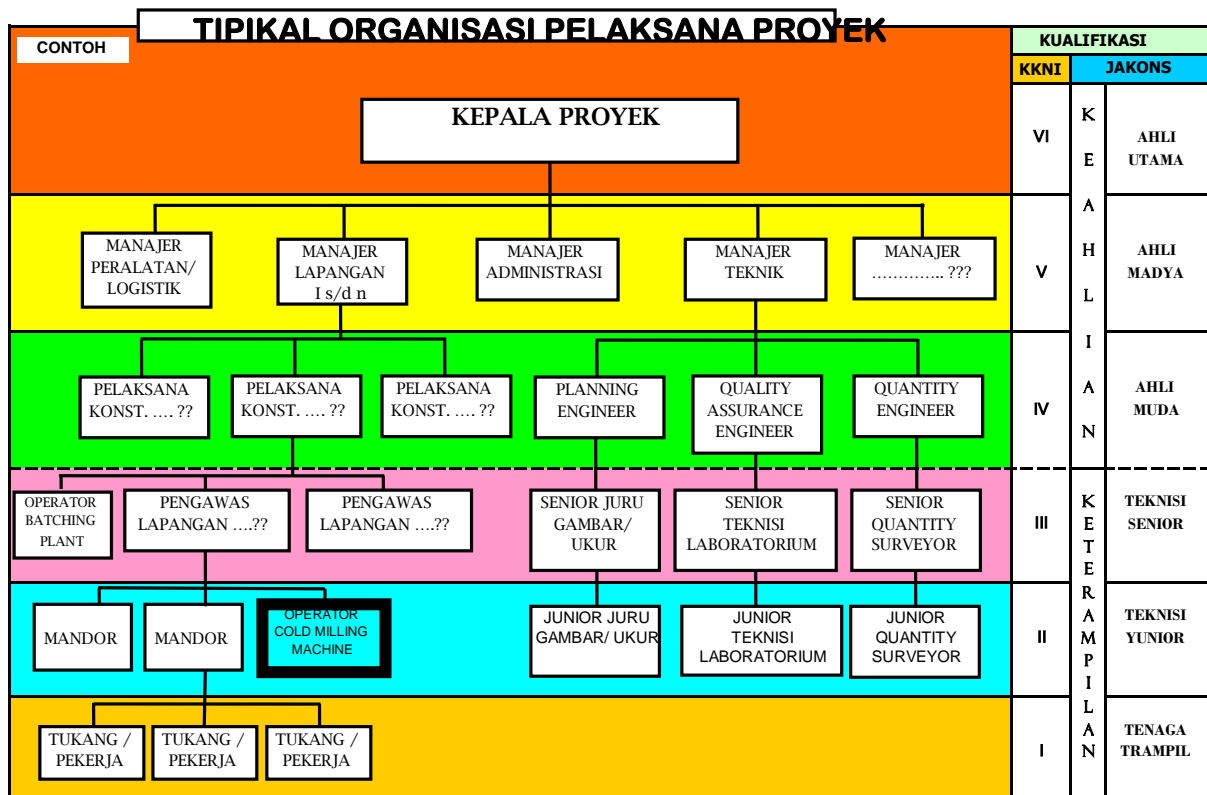 TIPIKAL ORGANISASI PELAKSANA PROYEK
CONTOH
KUALIFIKASI
KKNI
JAKONS
KEPALA PROYEK
VI
AHLI
UTAMA
K E A H L I A N
MANAJER
PERALATAN/
LOGISTIK
MANAJER
LAPANGAN
I s/d n
MANAJER
ADMINISTRASI
MANAJER
TEKNIK
MANAJER
………….. ???
V
AHLI
MADYA
PELAKSANA
KONST. …. ??
PELAKSANA
KONST. …. ??
PELAKSANA
KONST. …. ??
PLANNING
ENGINEER
QUALITY
ASSURANCE
ENGINEER
QUANTITY
ENGINEER
IV
AHLI
MUDA
OPERATOR
BATCHING
PLANT
PENGAWAS
LAPANGAN ….??
PENGAWAS
LAPANGAN ….??
SENIOR JURU
GAMBAR/
UKUR
SENIOR
TEKNISI
LABORATORIUM
SENIOR
QUANTITY
SURVEYOR
III
K E T E R A M P I L A N
TEKNISI
SENIOR
MANDOR
MANDOR
OPERATOR
COLD MILLING
MACHINE
JUNIOR JURU
GAMBAR/ UKUR
JUNIOR
TEKNISI
LABORATORIUM
JUNIOR
QUANTITY
SURVEYOR
II
TEKNISI
YUNIOR
TUKANG /
PEKERJA
TUKANG /
PEKERJA
TUKANG /
PEKERJA
I
TENAGA
TRAMPIL